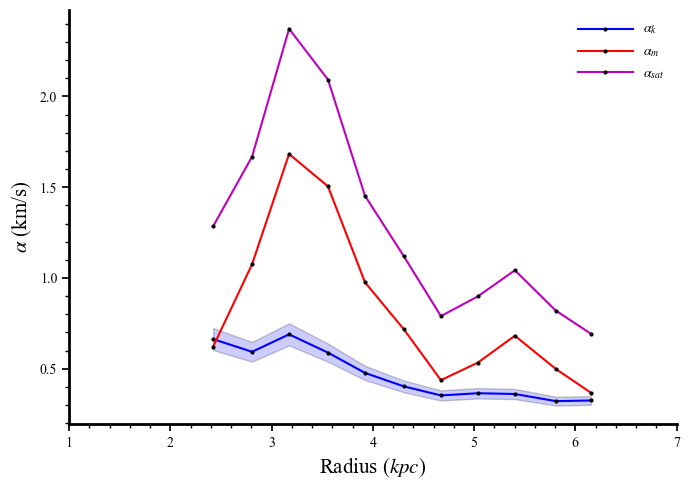 α_k
α_m
α_sat
2.0
1.5
1.0
0.5
α (km/s)
1 2 3 4 5 6 7
Radius (kpc)